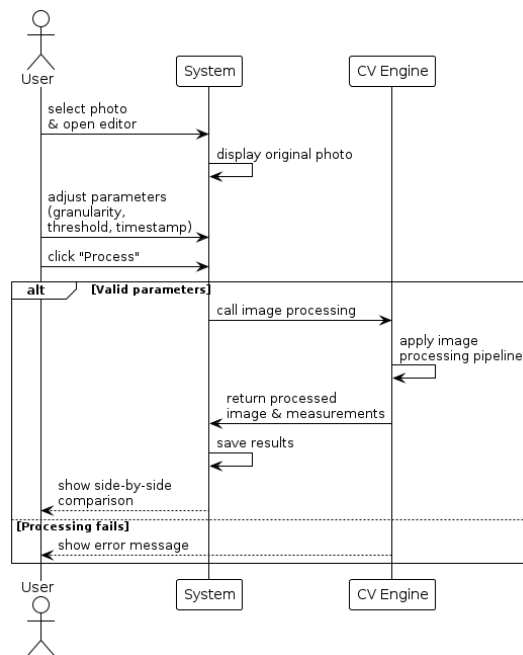 User
System
CV Engine
select photo
& open editor
display original photo
adjust parameters
(granularity,
threshold, timestamp)
click "Process"
alt
[Valid parameters]
call image processing
apply image
processing pipeline
return processed
image & measurements
save results
show side-by-side
comparison
[Processing fails]
show error message
User
System
CV Engine